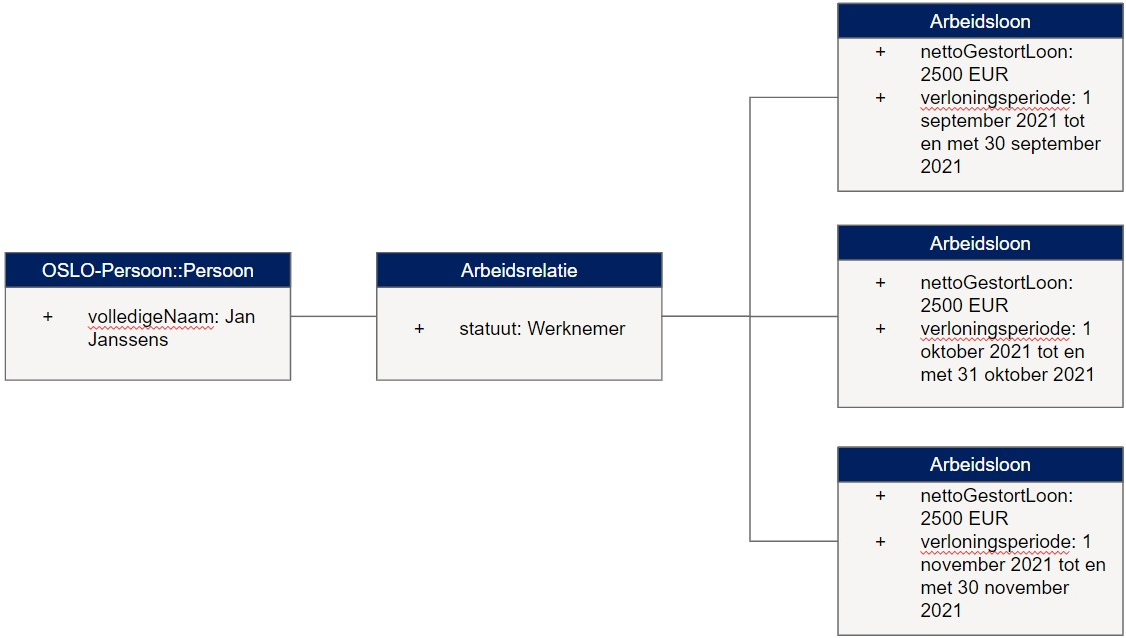 OSLO-Persoon::Persoon
+ volledigeNaam: Jan
Janssens
Arbeidsrelatie
+ statuut: Werknemer
Arbeidsloon
+ nettoGestortLoon:
2500 EUR
+ verloningsperiode: 1
september 2021 tot
en met 30 september
2021
Arbeidsloon
+ nettoGestortLoon:
2500 EUR
+ verloningsperiode: 1
oktober 2021 tot en
met 31 oktober 2021
Arbeidsloon
+ nettoGestortLoon:
2500 EUR
+ verloningsperiode: 1
november 2021 tot en
met 30 november
2021